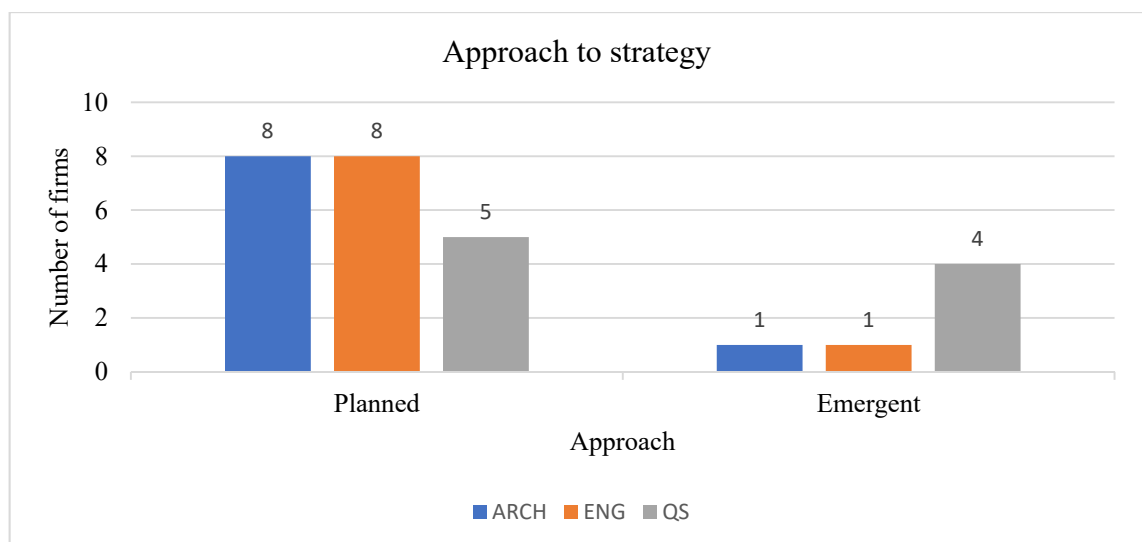 Approach to strategy
Number of firms
10
8
6
4
2
0
8
8
5
1
1
4
Planned
Emergent
Approach
ARCH
ENG
QS